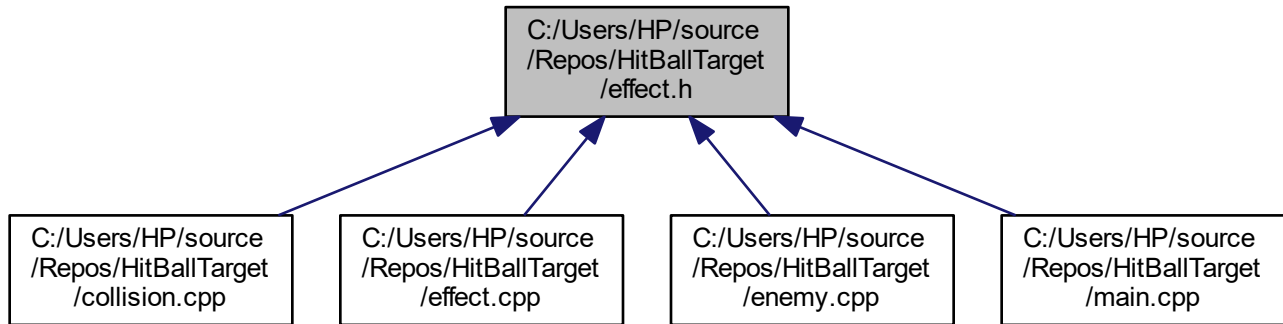 C:/Users/HP/source
/Repos/HitBallTarget
/effect.h
C:/Users/HP/source
/Repos/HitBallTarget
/collision.cpp
C:/Users/HP/source
/Repos/HitBallTarget
/effect.cpp
C:/Users/HP/source
/Repos/HitBallTarget
/enemy.cpp
C:/Users/HP/source
/Repos/HitBallTarget
/main.cpp